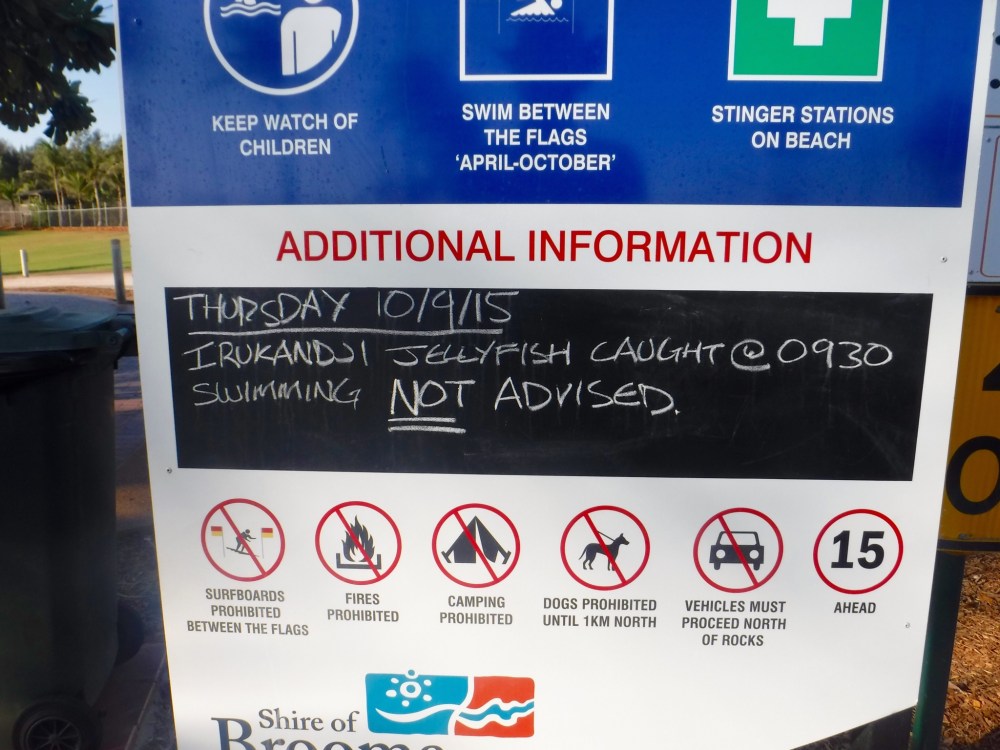 KEEP WATCH OF
CHILDREN
SWIM BETWEEN
THE FLAGS
‘APRIL-OCTOBER’
STINGER STATIONS
ON BEACH
ADDITIONAL INFORMATION
THURSDAY 10/9/15
IRUKANDJI JELLYFISH CAUGHT @ 0930
SWIMMING NOT ADVISED.
SURFBOARDS
PROHIBITED
BETWEEN THE FLAGS
FIRES
PROHIBITED
CAMPING
PROHIBITED
DOGS PROHIBITED
UNTIL 1KM NORTH
VEHICLES MUST
PROCEED NORTH
OF ROCKS
15
AHEAD
Shire of
Broome